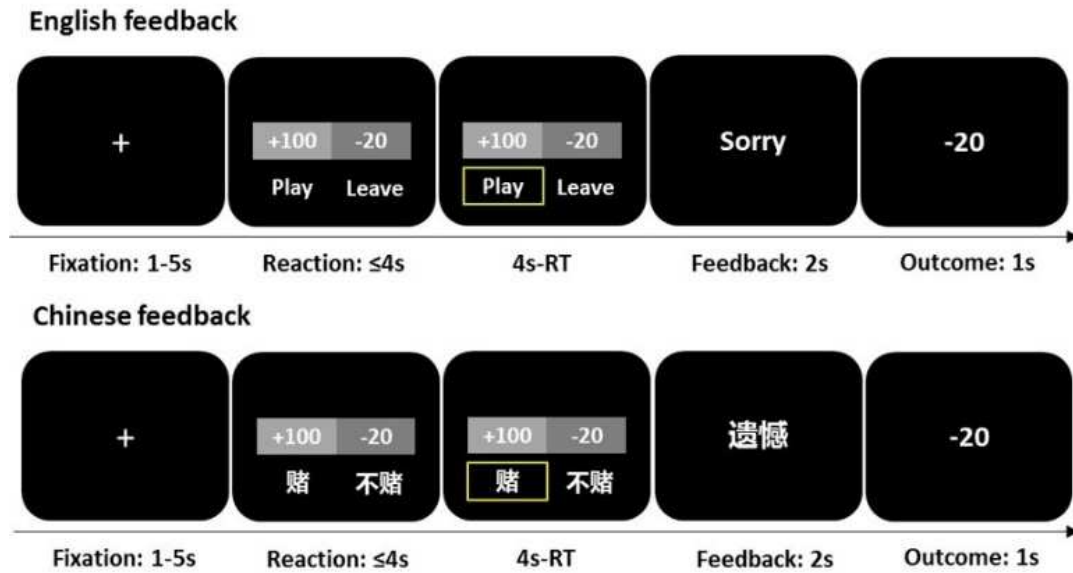 English feedback
+
+100 -20
Play Leave
+100 -20
Play Leave
Sorry
-20
Fixation: 1-5s Reaction: ≤4s 4s-RT Feedback: 2s Outcome: 1s
Chinese feedback
+
+100 -20
赌 不赌
+100 -20
赌 不赌
遗憾
-20
Fixation: 1-5s Reaction: ≤4s 4s-RT Feedback: 2s Outcome: 1s